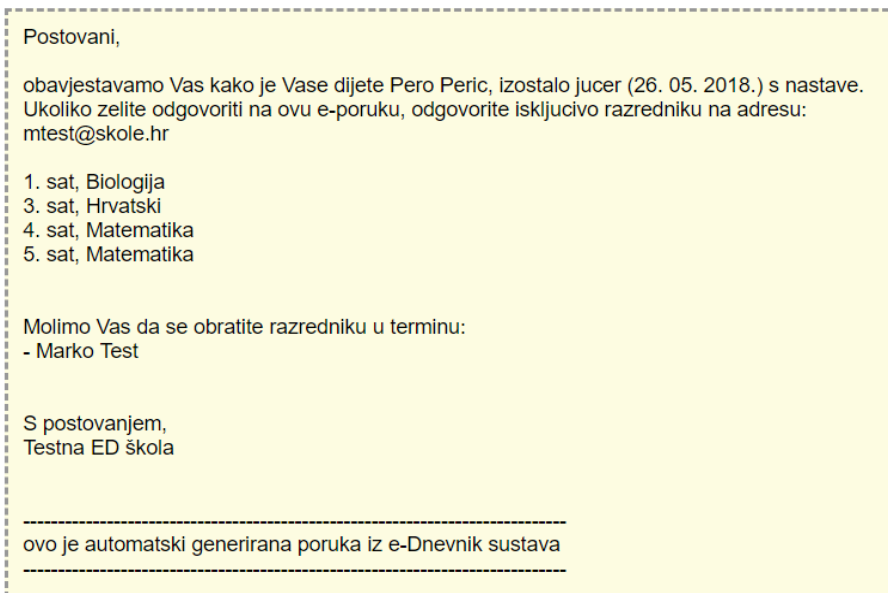 Postovani,
obavjestavamo Vas kako je Vase dijete Pero Peric, izostalo jucer (26. 05. 2018.) s nastave.
Ukoliko zelite odgovoriti na ovu e-poruku, odgovorite iskljucivo razredniku na adresu:
mtest@skole.hr
1. sat, Biologija
3. sat, Hrvatski
4. sat, Matematika
5. sat, Matematika
Molimo Vas da se obratite razredniku u terminu:
- Marko Test
S postovanjem,
Testna ED škola
------------------------------------------------------------------------------
ovo je automatski generirana poruka iz e-Dnevnik sustava
------------------------------------------------------------------------------